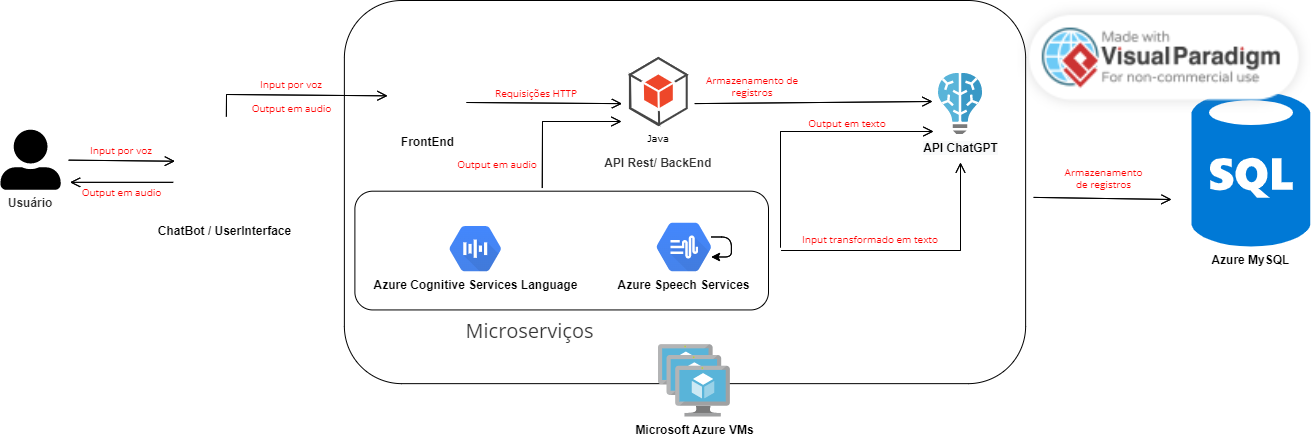 Made with
Visual Paradigm
For non-commercial use
Input por voz
Output em audio
Usuário
Input por voz
Output em audio
ChatBot / UserInterface
FrontEnd
Requisições HTTP
Output em audio
Java
API Rest/ BackEnd
Armazenamento de
registros
Output em texto
API ChatGPT
Input transformado em texto
Azure Cognitive Services Language
Azure Speech Services
Microserviços
Microsoft Azure VMs
Armazenamento
de registros
SQL
Azure MySQL